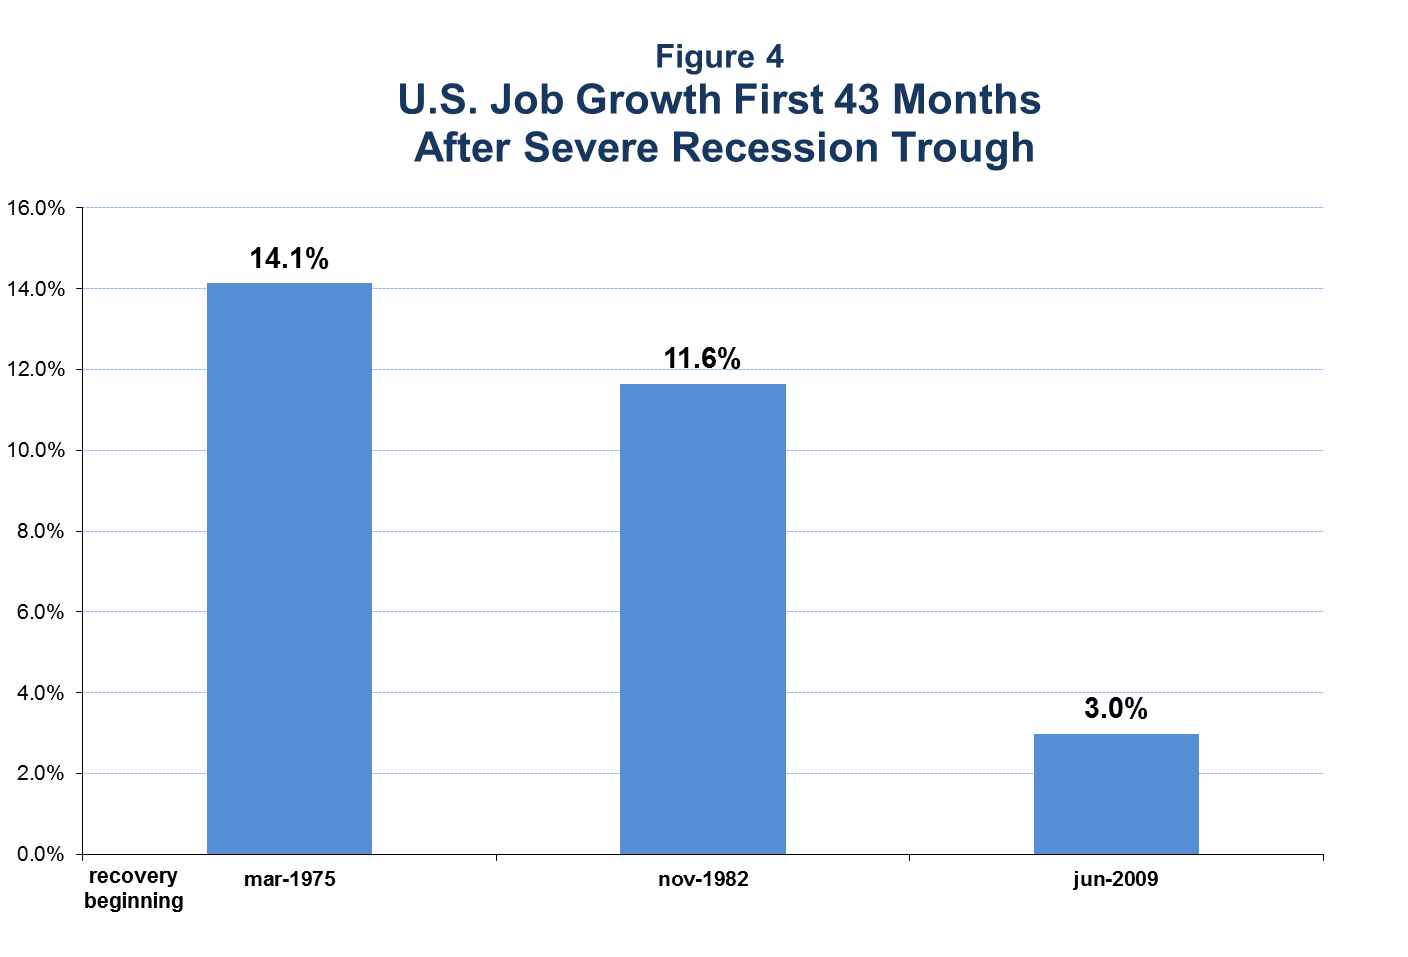 Figure 4
U.S. Job Growth First 43 Months
After Severe Recession Trough
16.0%
14.0%
12.0%
10.0%
8.0%
6.0%
4.0%
2.0%
0.0%
14.1%
11.6%
3.0%
recovery
beginning
mar-1975
nov-1982
jun-2009